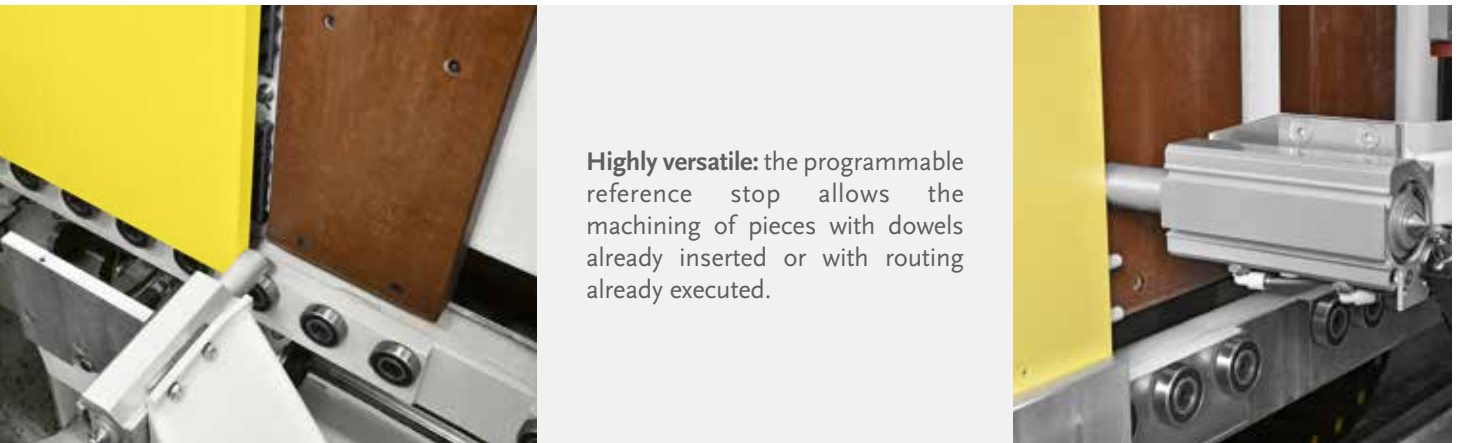 Highly versatile: the programmable
reference stop allows the
machining of pieces with dowels
already inserted or with routing
already executed.